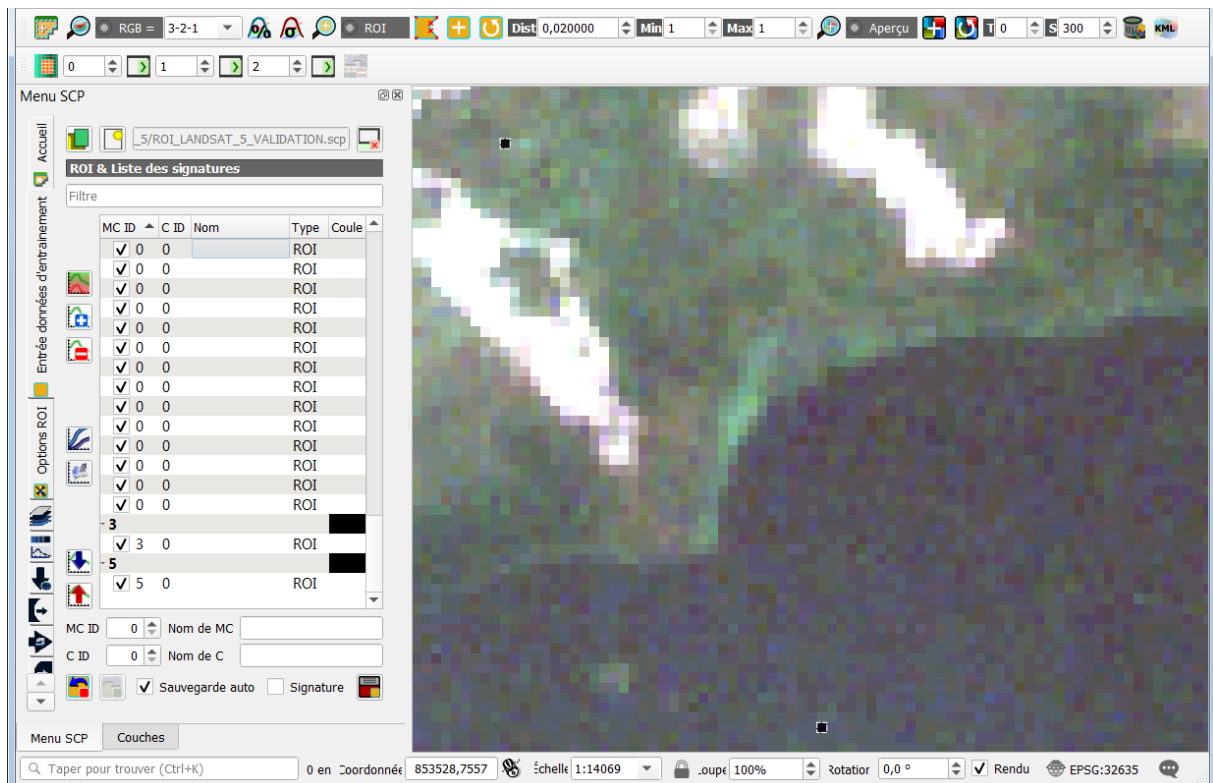 RGB = 3-2-1 ROI Dist 0,020000 Min 1 Max 1 Aperçu T 0 S 300 KML
0 1 2
Menu SCP
Accueil
Entrée données d'entrainement
Options ROI
_5/ROI_LANDSAT_5_VALIDATION.scp
ROI & Liste des signatures
Filtre
MC ID C ID Nom Type Coule
0 0 ROI
0 0 ROI
0 0 ROI
0 0 ROI
0 0 ROI
0 0 ROI
0 0 ROI
0 0 ROI
0 0 ROI
0 0 ROI
0 0 ROI
0 0 ROI
0 0 ROI
0 0 ROI
- 3
3 0 ROI
- 5
5 0 ROI
MC ID 0 Nom de MC
C ID 0 Nom de C
Sauvegarde auto Signature
Menu SCP Couches
Taper pour trouver (Ctrl+K) 0 en Coordonnée 853528,7557 Échelle 1:14069 Loupe 100% Rotation 0,0 ° Rendu EPSG:32635